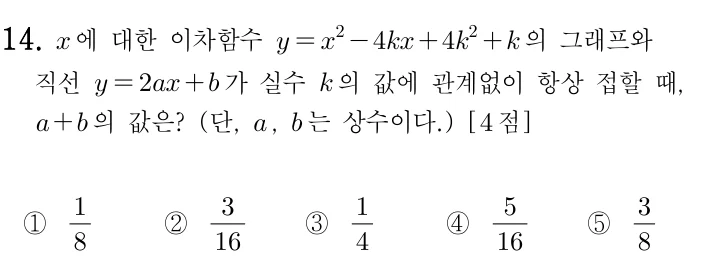 14. x에 대한 이차함수 y=x²-4kx+4k²+k의 그래프와
직선 y=2ax+b가 실수 k의 값에 관계없이 항상 접할 때,
a+b의 값은? (단, a, b는 상수이다.) [4점]
① 1/8 ② 3/16 ③ 1/4 ④ 5/16 ⑤ 3/8